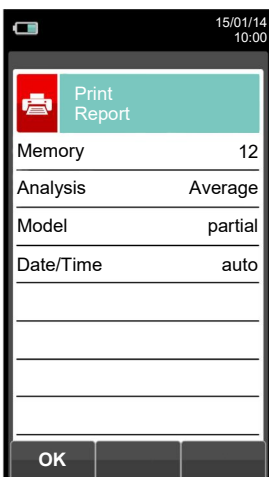 15/01/14
10:00
Print
Report
Memory 12
Analysis Average
Model partial
Date/Time auto
OK